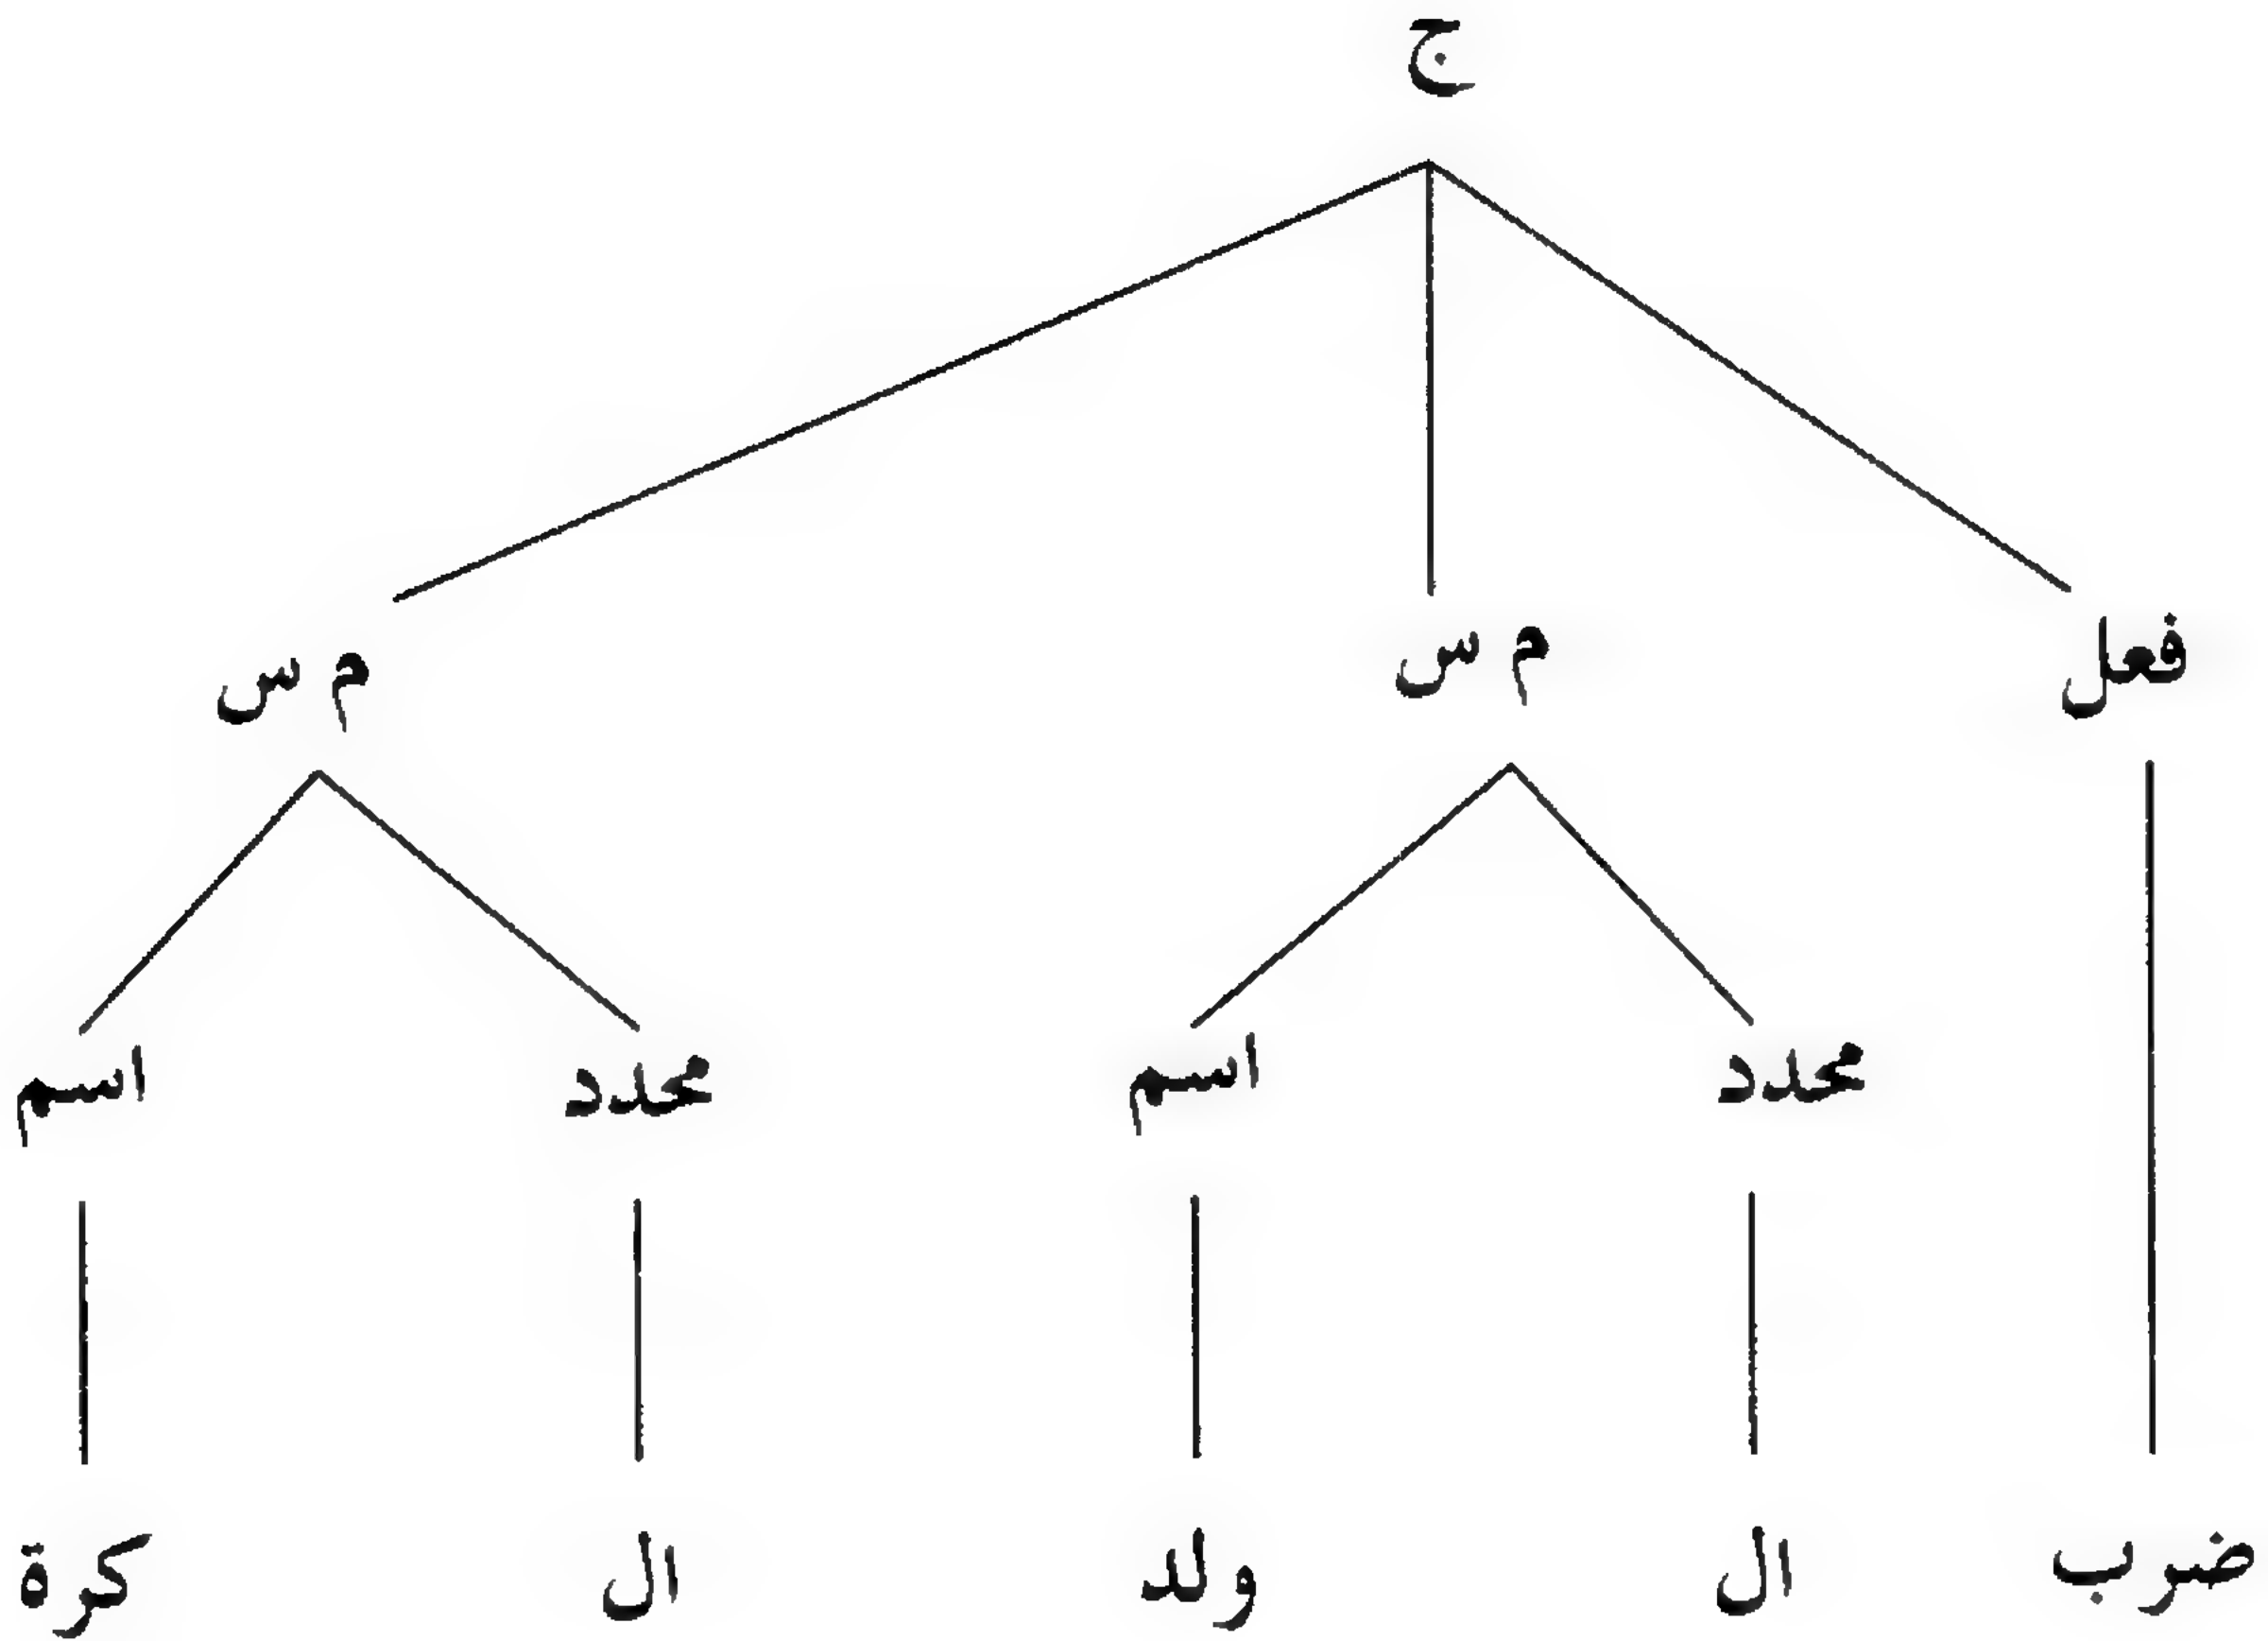 ج
فعل م س م س
محدد اسم محدد اسم
ضرب ال ولد ال كرة